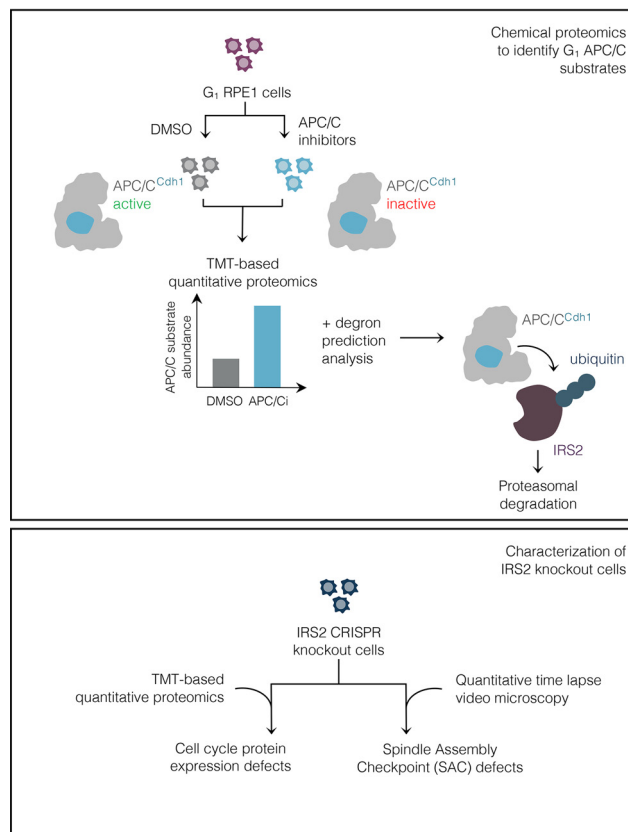 Chemical proteomics
to identify G₁ APC/C
substrates
G₁ RPE1 cells
DMSO
APC/C
inhibitors
APC/C^Cdh1
active
APC/C^Cdh1
inactive
TMT-based
quantitative proteomics
APC/C substrate
abundance
DMSO
APC/Ci
+ degron
prediction
analysis
APC/C^Cdh1
ubiquitin
IRS2
Proteasomal
degradation
Characterization of
IRS2 knockout cells
IRS2 CRISPR
knockout cells
TMT-based
quantitative proteomics
Quantitative time lapse
video microscopy
Cell cycle protein
expression defects
Spindle Assembly
Checkpoint (SAC) defects